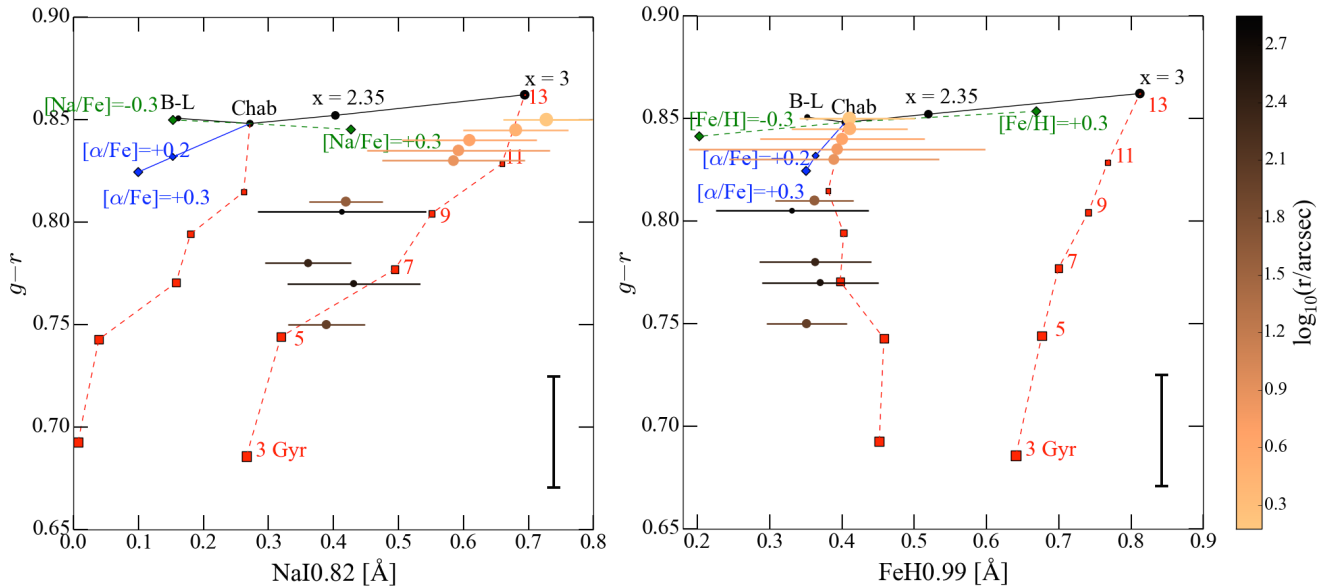 0.90
0.85
0.80
0.75
0.70
0.65
g−r
[Na/Fe]=-0.3
B-L
Chab
x = 2.35
x = 3
13
[Na/Fe]=+0.3
[α/Fe]=+0.2
[α/Fe]=+0.3
11
9
7
5
3 Gyr
0.0 0.1 0.2 0.3 0.4 0.5 0.6 0.7 0.8
NaI0.82 [Å]
0.90
0.85
0.80
0.75
0.70
0.65
g−r
[Fe/H]=-0.3
B-L
Chab
x = 2.35
x = 3
13
[Fe/H]=+0.3
[α/Fe]=+0.2
[α/Fe]=+0.3
11
9
7
5
3 Gyr
0.2 0.3 0.4 0.5 0.6 0.7 0.8 0.9
FeH0.99 [Å]
2.7
2.4
2.1
1.8
1.5
1.2
0.9
0.6
0.3
log10(r/arcsec)